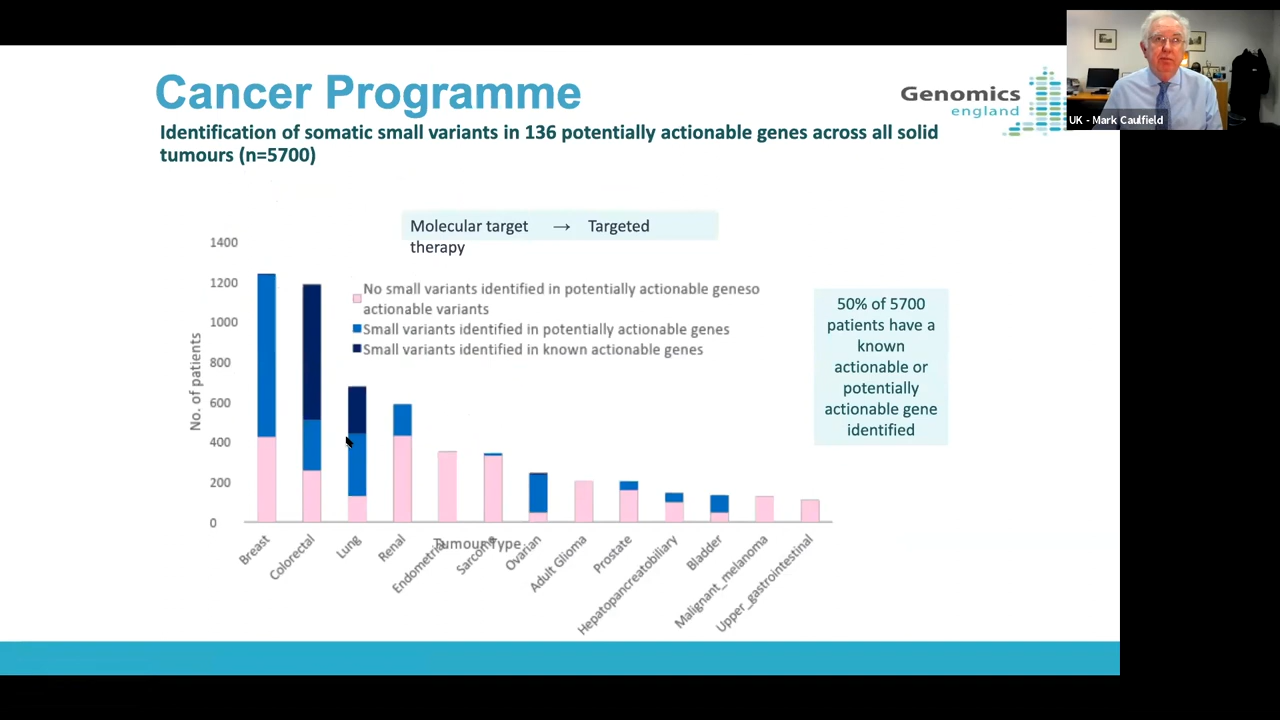 Cancer Programme
Genomics
england
UK - Mark Caulfield
Identification of somatic small variants in 136 potentially actionable genes across all solid
tumours (n=5700)
Molecular target → Targeted
therapy
No small variants identified in potentially actionable geneso
actionable variants
Small variants identified in potentially actionable genes
Small variants identified in known actionable genes
50% of 5700
patients have a
known
actionable or
potentially
actionable gene
identified
No. of patients
1400
1200
1000
800
600
400
200
0
Breast
Colorectal
Lung
Renal
Endometrial
Sarcoma
Ovarian
Adult Glioma
Prostate
Hepatopancreatobiliary
Bladder
Malignant_melanoma
Upper_gastrointestinal
Tumour Type